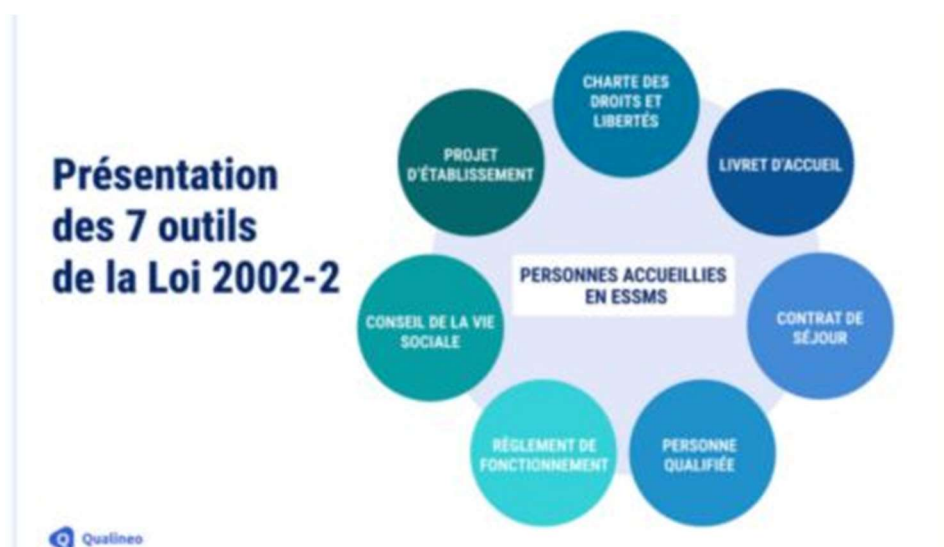 Présentation
des 7 outils
de la Loi 2002-2
CHARTE DES
DROITS ET
LIBERTÉS
LIVRET D'ACCUEIL
CONTRAT DE
SÉJOUR
PERSONNE
QUALIFIÉE
RÈGLEMENT DE
FONCTIONNEMENT
CONSEIL DE LA VIE
SOCIALE
PROJET
D'ÉTABLISSEMENT
PERSONNES ACCUEILLIES
EN ESSMS
Qualineo